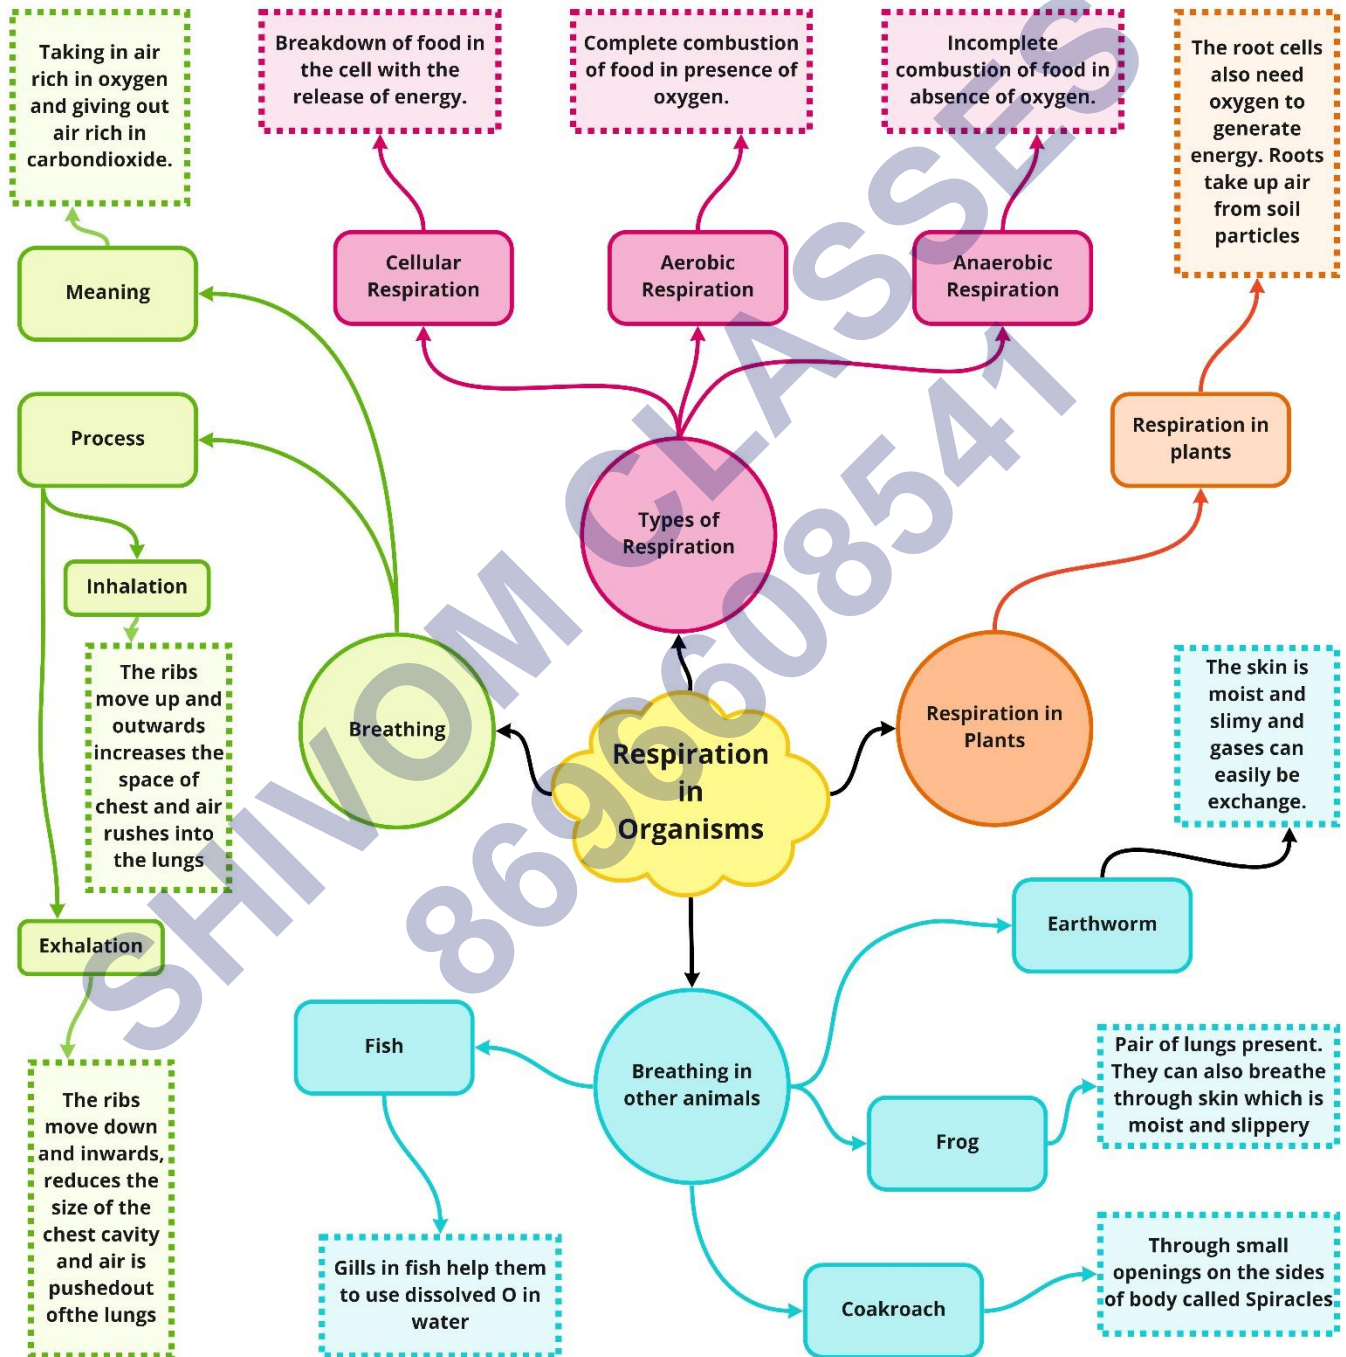 Taking in air
rich in oxygen
and giving out
air rich in
carbondioxide.
Breakdown of food in
the cell with the
release of energy.
Complete combustion
of food in presence of
oxygen.
Incomplete
combustion of food in
absence of oxygen.
The root cells
also need
oxygen to
generate
energy. Roots
take up air
from soil
particles
Meaning
Cellular
Respiration
Aerobic
Respiration
Anaerobic
Respiration
Process
Respiration in
plants
Types of
Respiration
Inhalation
The ribs
move up and
outwards
increases the
space of
chest and air
rushes into
the lungs
Breathing
Respiration
in
Organisms
Respiration in
Plants
The skin is
moist and
slimy and
gases can
easily be
exchange.
Exhalation
Earthworm
The ribs
move down
and inwards,
reduces the
size of the
chest cavity
and air is
pushedout
ofthe lungs
Fish
Breathing in
other animals
Frog
Pair of lungs present.
They can also breathe
through skin which is
moist and slippery
Gills in fish help them
to use dissolved O in
water
Coakroach
Through small
openings on the sides
of body called Spiracles
SHIVOM CLASSES
8696608541